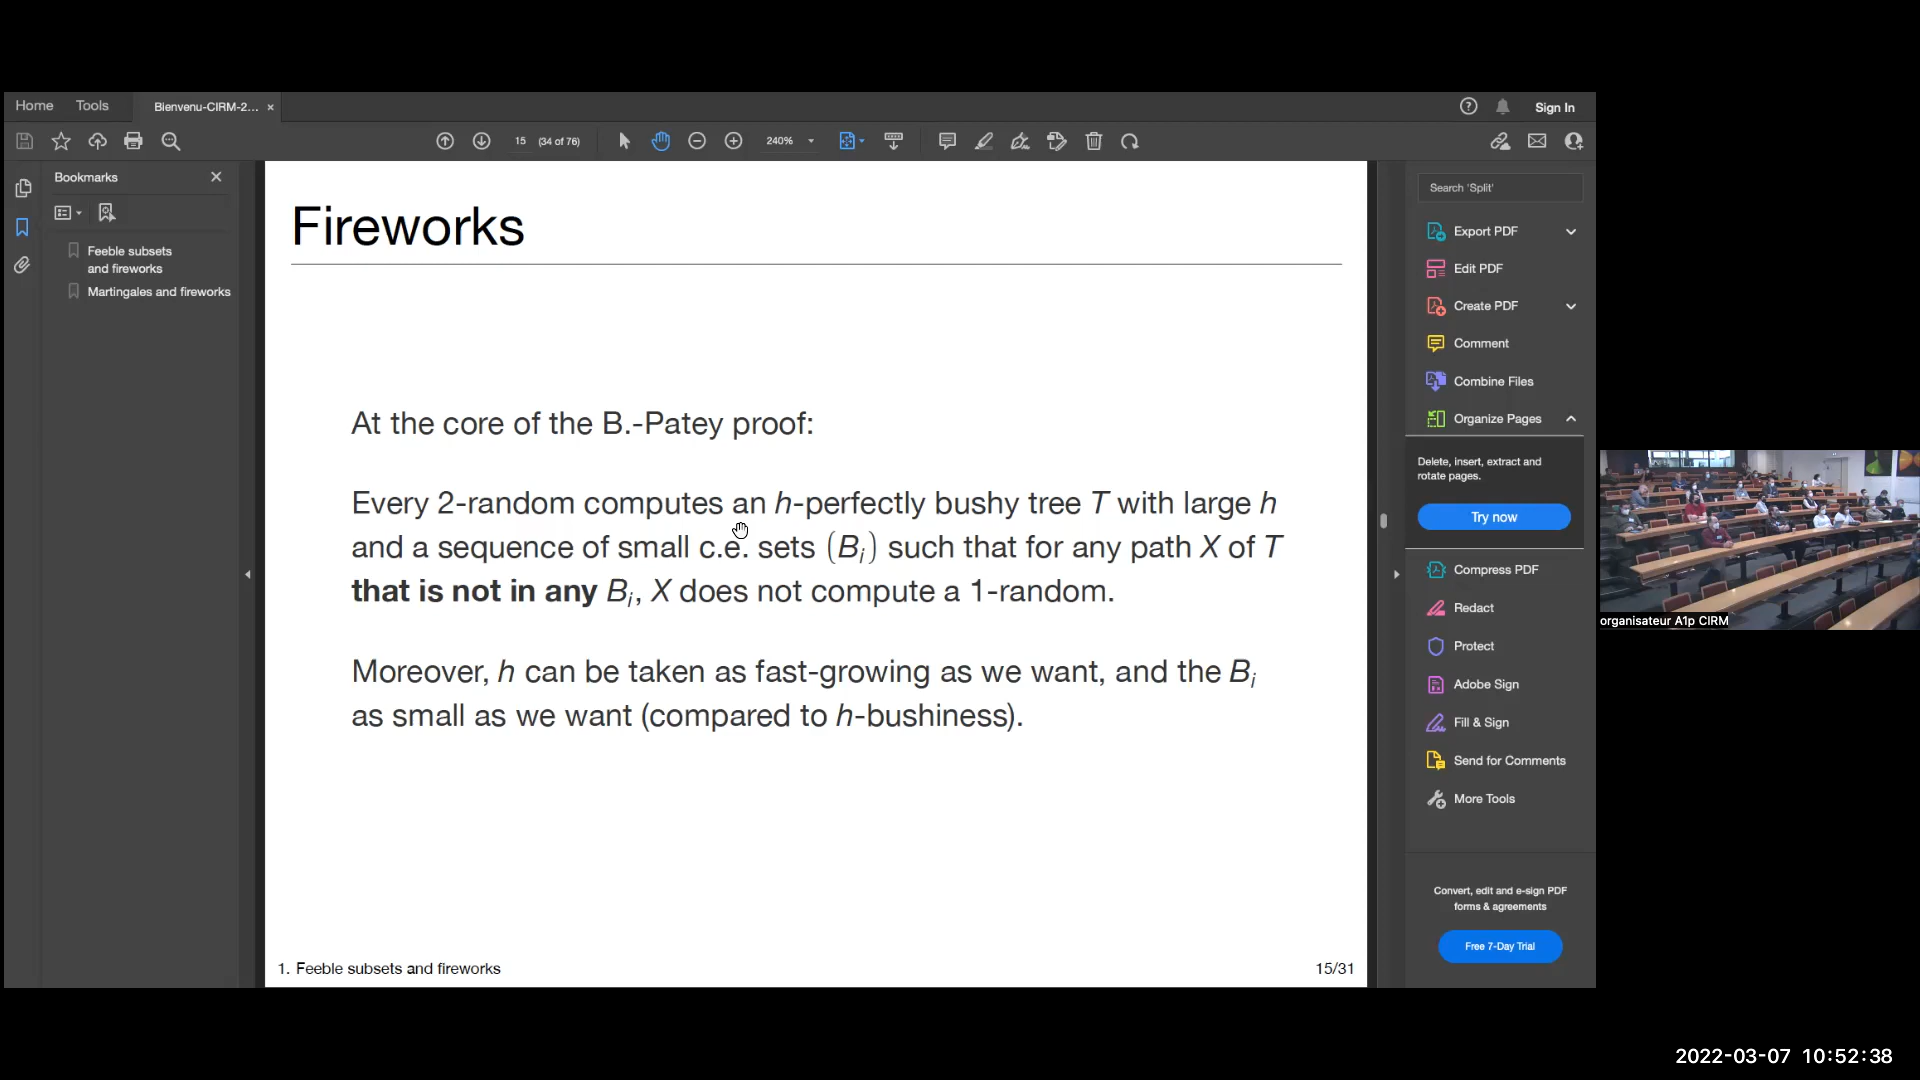 Home Tools Bienvenu-CIRM-2... × Sign In
15 (34 of 76) 240%
Bookmarks
Feeble subsets
and fireworks
Martingales and fireworks
Fireworks
At the core of the B.-Patey proof:
Every 2-random computes an h-perfectly bushy tree T with large h
and a sequence of small c.e. sets (Bᵢ) such that for any path X of T
that is not in any Bᵢ, X does not compute a 1-random.
Moreover, h can be taken as fast-growing as we want, and the Bᵢ
as small as we want (compared to h-bushiness).
1. Feeble subsets and fireworks 15/31
Search 'Split'
Export PDF
Edit PDF
Create PDF
Comment
Combine Files
Organize Pages
Delete, insert, extract and
rotate pages.
Try now
Compress PDF
Redact
Protect
Adobe Sign
Fill & Sign
Send for Comments
More Tools
Convert, edit and e-sign PDF
forms & agreements
Free 7-Day Trial
organisateur A1p CIRM
2022-03-07 10:52:38